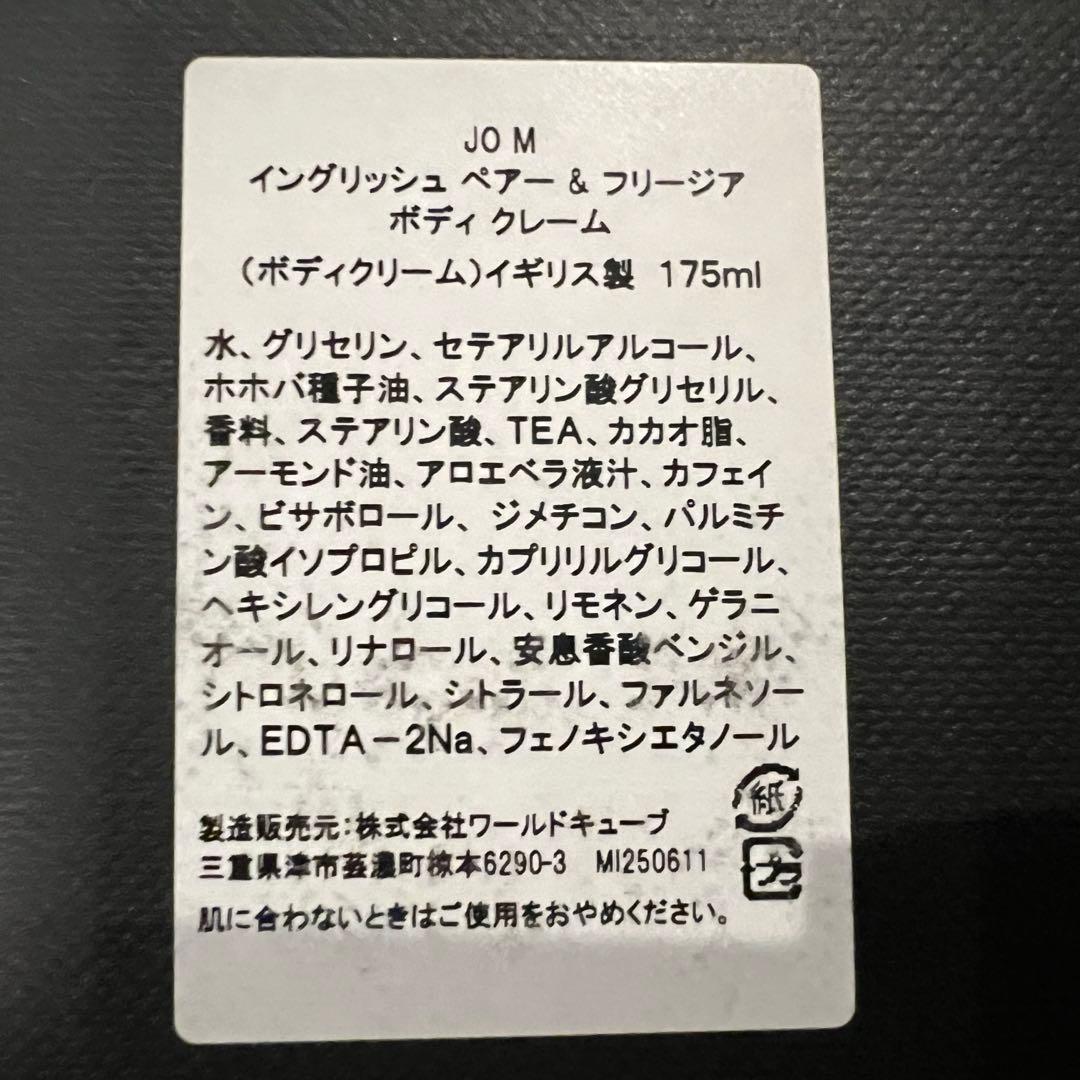 JO M
イングリッシュ ペアー & フリージア
ボディ クレーム
(ボディクリーム)イギリス製 175ml
水、グリセリン、セテアリルアルコール、
ホホバ種子油、ステアリン酸グリセリル、
香料、ステアリン酸、TEA、カカオ脂、
アーモンド油、アロエベラ液汁、カフェイ
ン、ビサボロール、ジメチコン、パルミチ
ン酸イソプロピル、カプリリルグリコール、
ヘキシレングリコール、リモネン、ゲラニ
オール、リナロール、安息香酸ベンジル、
シトロネロール、シトラール、ファルネソー
ル、EDTA-2Na、フェノキシエタノール
紙
製造販売元:株式会社ワールドキューブ
三重県津市芸濃町椋本6290-3 MI250611
プラ
肌に合わないときはご使用をおやめください。